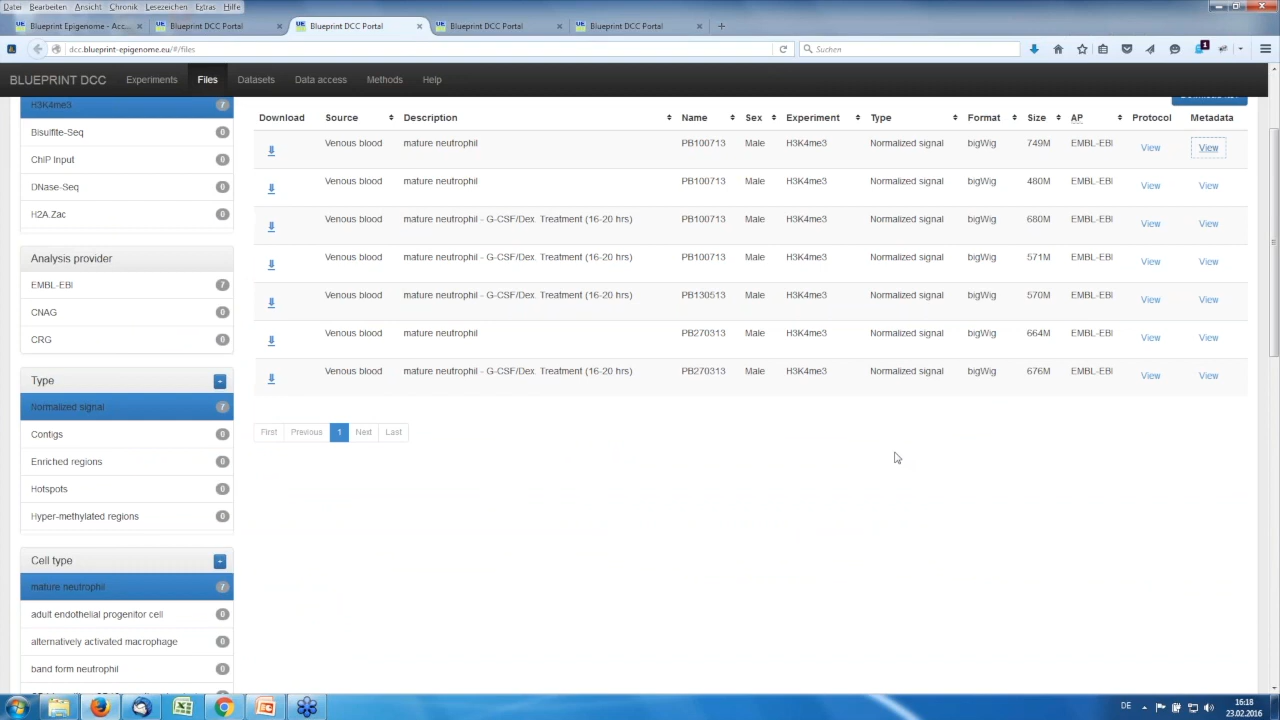 Datei Bearbeiten Ansicht Chronik Lesezeichen Extras Hilfe
Blueprint Epigenome - Acc... × Blueprint DCC Portal × Blueprint DCC Portal × Blueprint DCC Portal × Blueprint DCC Portal × +
dcc.blueprint-epigenome.eu/#/files Suchen 1
BLUEPRINT DCC Experiments Files Datasets Data access Methods Help
H3K4me3 7
Bisulfite-Seq 0
ChIP Input 0
DNase-Seq 0
H2A.Zac 0
Analysis provider
EMBL-EBI 7
CNAG 0
CRG 0
Type +
Normalized signal 7
Contigs 0
Enriched regions 0
Hotspots 0
Hyper-methylated regions 0
Cell type +
mature neutrophil 7
adult endothelial progenitor cell 0
alternatively activated macrophage 0
band form neutrophil 0
Download Source Description Name Sex Experiment Type Format Size AP Protocol Metadata
Venous blood mature neutrophil PB100713 Male H3K4me3 Normalized signal bigWig 749M EMBL-EBI View View
Venous blood mature neutrophil PB100713 Male H3K4me3 Normalized signal bigWig 480M EMBL-EBI View View
Venous blood mature neutrophil - G-CSF/Dex. Treatment (16-20 hrs) PB100713 Male H3K4me3 Normalized signal bigWig 680M EMBL-EBI View View
Venous blood mature neutrophil - G-CSF/Dex. Treatment (16-20 hrs) PB100713 Male H3K4me3 Normalized signal bigWig 571M EMBL-EBI View View
Venous blood mature neutrophil - G-CSF/Dex. Treatment (16-20 hrs) PB130513 Male H3K4me3 Normalized signal bigWig 570M EMBL-EBI View View
Venous blood mature neutrophil PB270313 Male H3K4me3 Normalized signal bigWig 664M EMBL-EBI View View
Venous blood mature neutrophil - G-CSF/Dex. Treatment (16-20 hrs) PB270313 Male H3K4me3 Normalized signal bigWig 676M EMBL-EBI View View
First Previous 1 Next Last
DE 16:18
23.02.2016